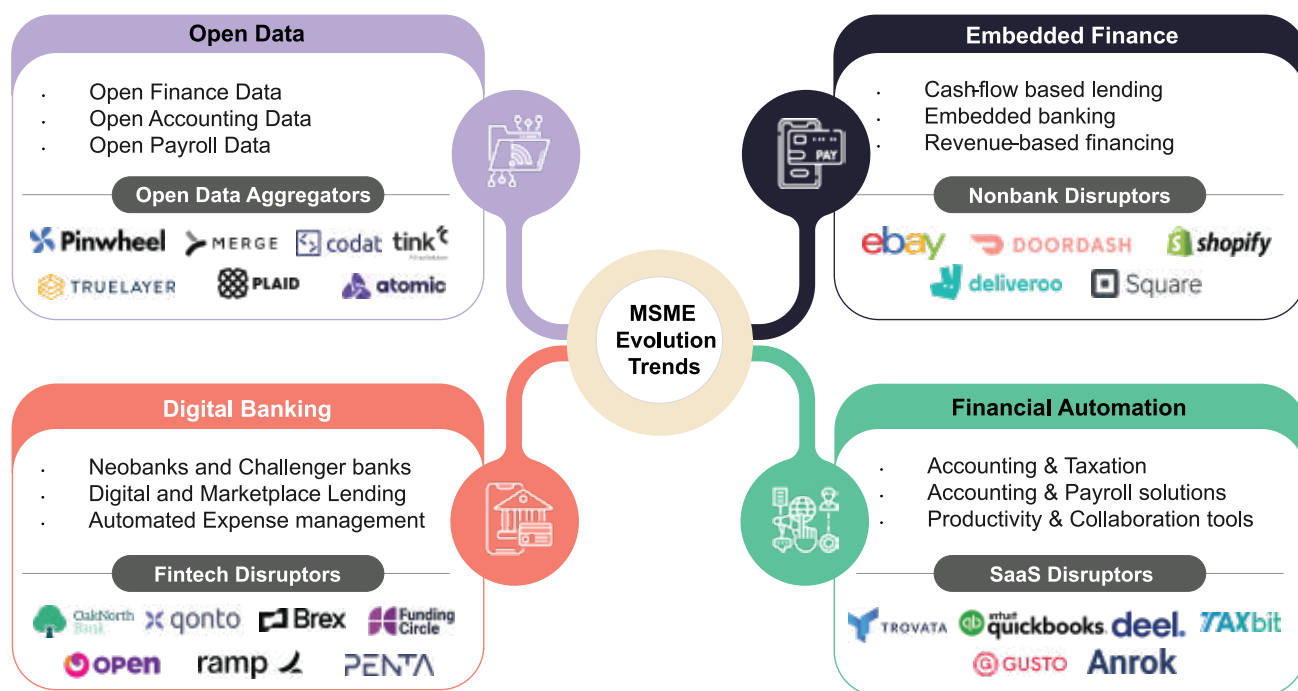 Open Data
· Open Finance Data
· Open Accounting Data
· Open Payroll Data
Open Data Aggregators
Pinwheel MERGE codat tink
TRUELAYER PLAID atomic
Embedded Finance
· Cash-flow based lending
· Embedded banking
· Revenue-based financing
PAY
Nonbank Disruptors
ebay DOORDASH shopify
deliveroo Square
MSME
Evolution
Trends
Digital Banking
· Neobanks and Challenger banks
· Digital and Marketplace Lending
· Automated Expense management
Fintech Disruptors
OakNorth
Bank
qonto Brex Funding
Circle
OPEN ramp PENTA
Financial Automation
· Accounting & Taxation
· Accounting & Payroll solutions
· Productivity & Collaboration tools
SaaS Disruptors
TROVATA qb intuit
quickbooks. deel. TAXbit
G GUSTO Anrok